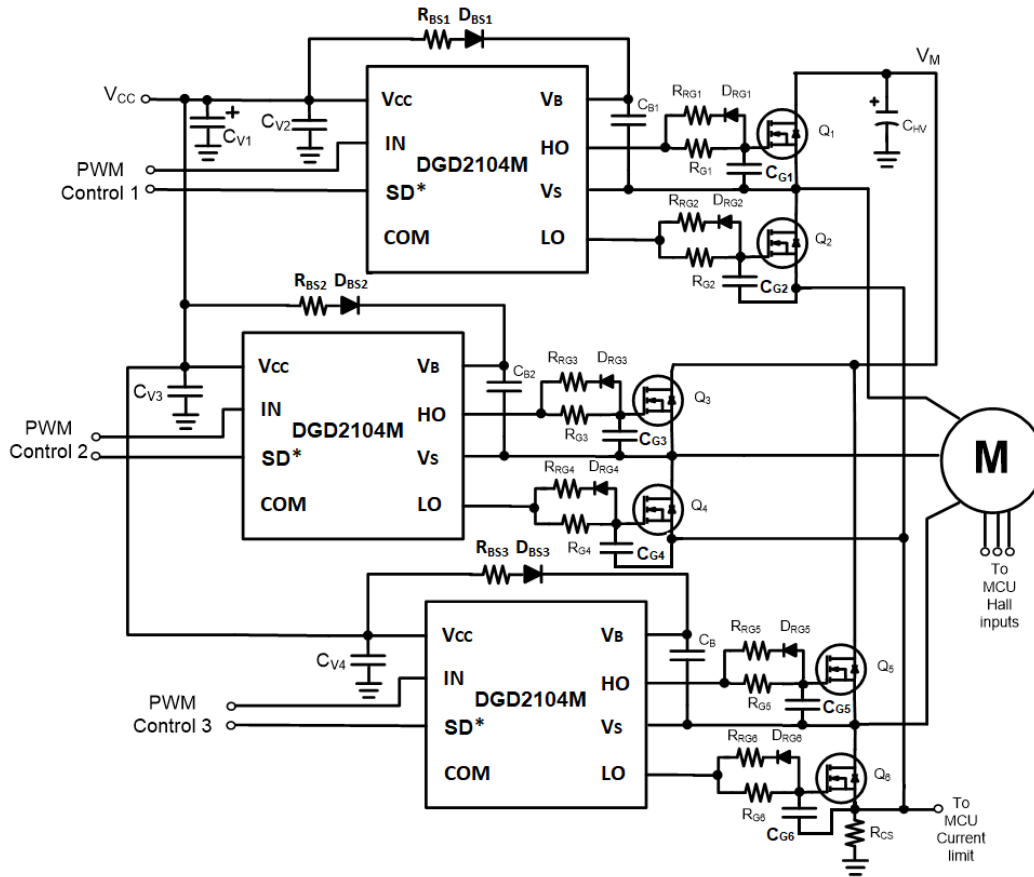 RBS1 DBS1
VM
VCC
+
CV1
CV2
VCC
VB
CB1
RRG1 DRG1
Q1
+
CHV
PWM
Control 1
IN
DGD2104M
HO
RG1
CG1
SD*
VS
RRG2 DRG2
COM
LO
Q2
RG2
CG2
RBS2 DBS2
CV3
VCC
VB
CB2
RRG3 DRG3
Q3
PWM
Control 2
IN
DGD2104M
HO
RG3
CG3
SD*
VS
M
RRG4 DRG4
COM
LO
Q4
RG4
CG4
To
MCU
Hall
inputs
RBS3 DBS3
CV4
VCC
VB
CB
RRG5 DRG5
Q5
PWM
Control 3
IN
DGD2104M
HO
RG5
CG5
SD*
VS
RRG6 DRG6
COM
LO
Q6
RG6
CG6
RCS
To
MCU
Current
limit